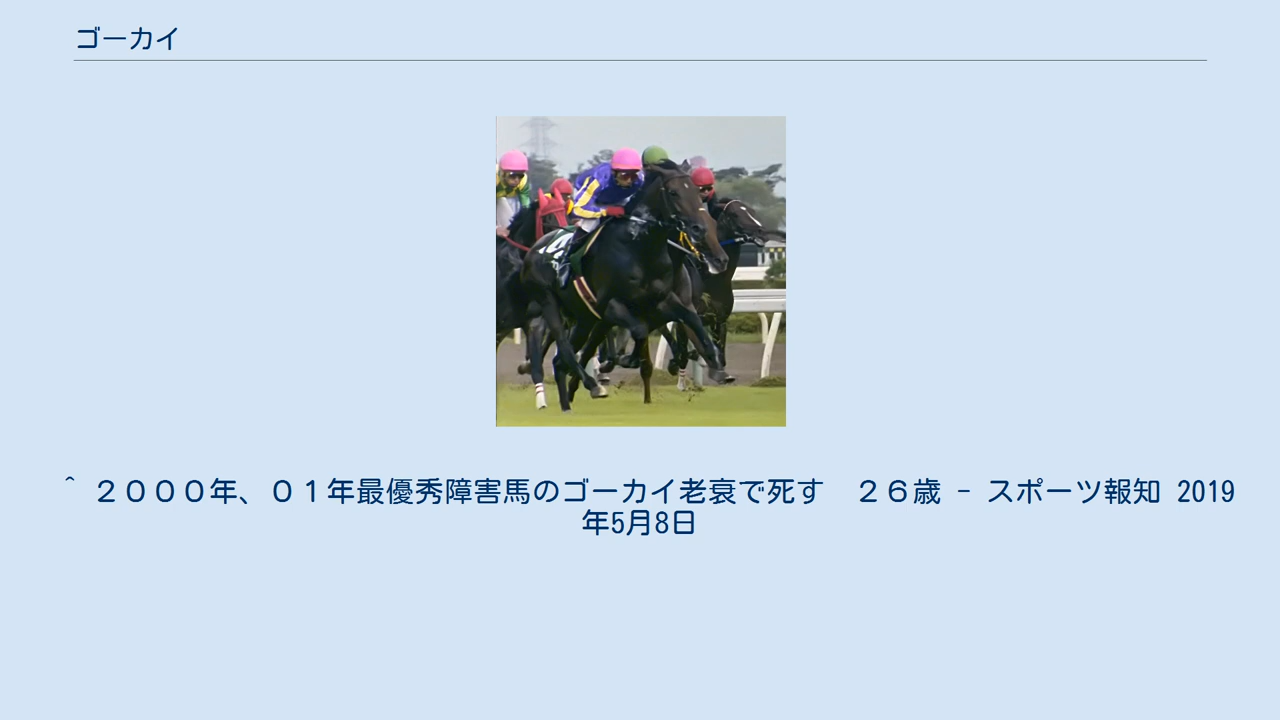 ゴーカイ
^ ２０００年、０１年最優秀障害馬のゴーカイ老衰で死す　２６歳 - スポーツ報知 2019
年5月8日